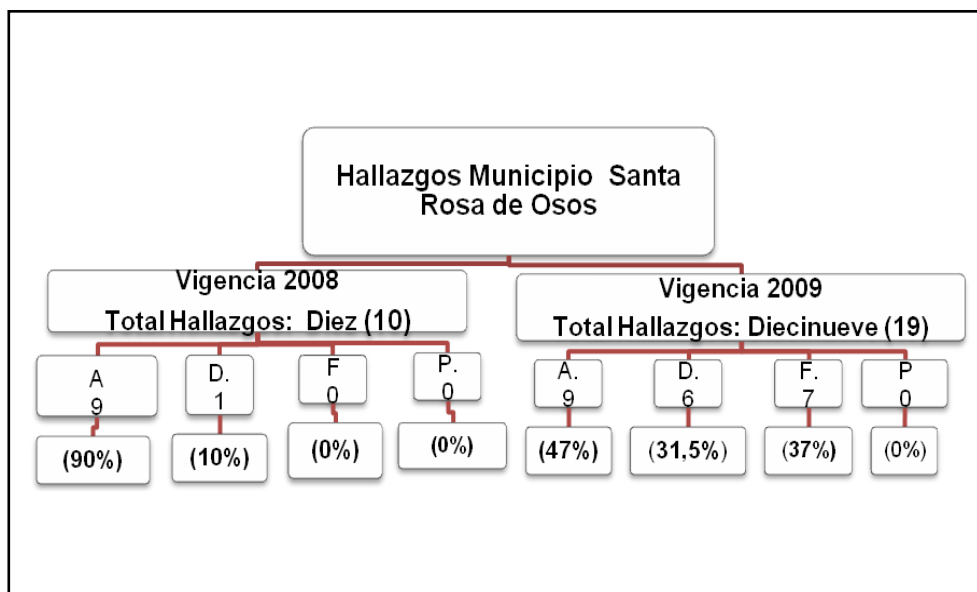 Hallazgos Municipio Santa
Rosa de Osos
Vigencia 2008
Total Hallazgos: Diez (10)
Vigencia 2009
Total Hallazgos: Diecinueve (19)
A
9
D.
1
F
0
P.
0
A.
9
D.
6
F.
7
P
0
(90%)
(10%)
(0%)
(0%)
(47%)
(31,5%)
(37%)
(0%)